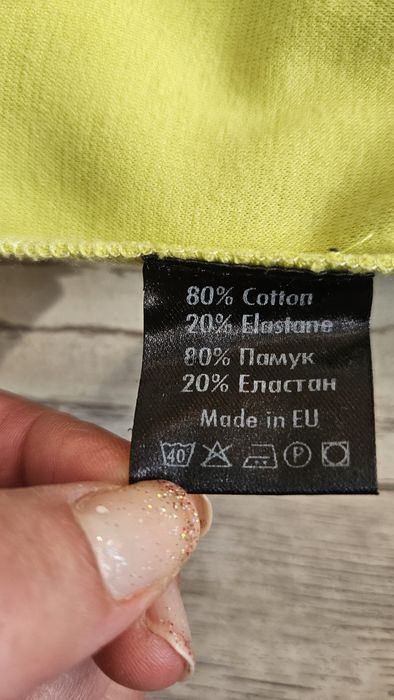 80% Cotton
20% Elastane
80% Памук
20% Еластан
Made in EU
40 P